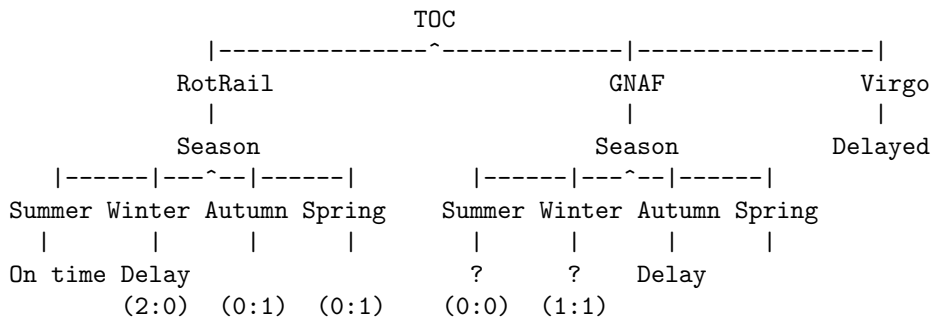 TOC
|---------------^-------------|-----------------|
RotRail GNAF Virgo
| | |
Season Season Delayed
|------|---^--|------| |------|---^--|------|
Summer Winter Autumn Spring Summer Winter Autumn Spring
| | | | | | | |
On time Delay ? ? Delay
(2:0) (0:1) (0:1) (0:0) (1:1)